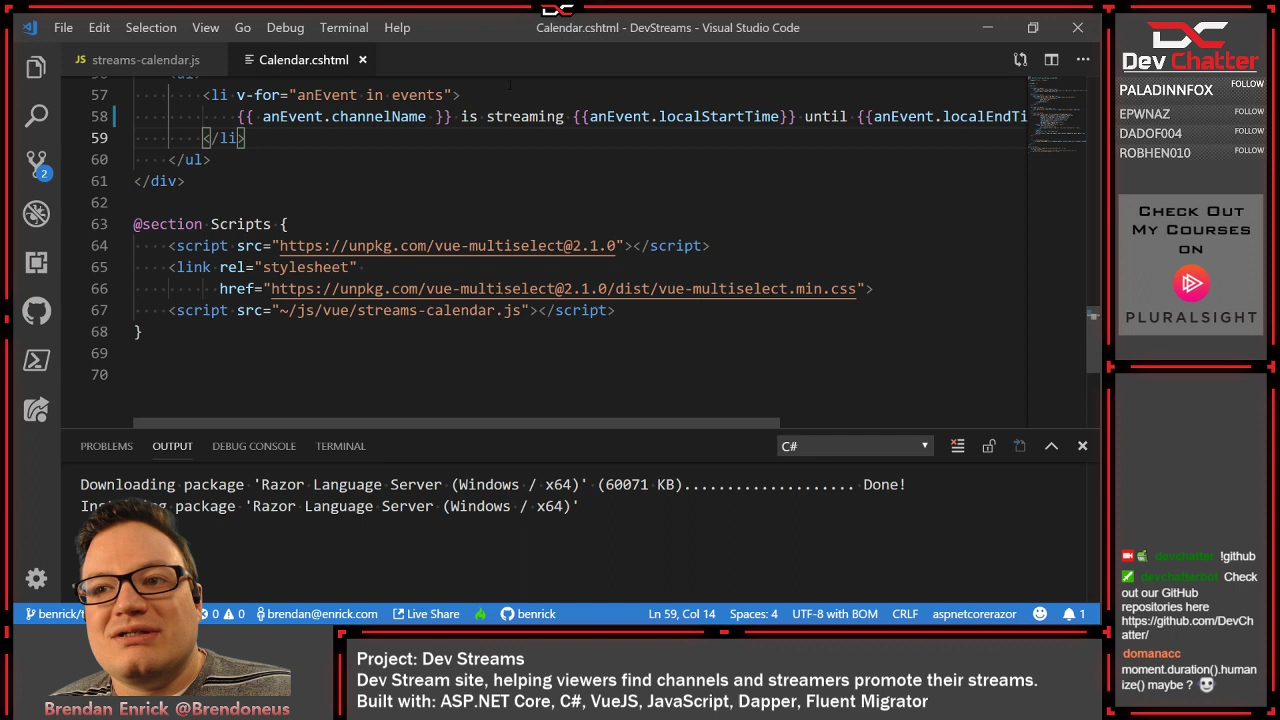 DC
File Edit Selection View Go Debug Terminal Help
Calendar.cshtml - DevStreams - Visual Studio Code
JS streams-calendar.js
Calendar.cshtml
57 <li v-for="anEvent in events">
58 {{ anEvent.channelName }} is streaming {{anEvent.localStartTime}} until {{anEvent.localEndTi
59 </li>
60 </ul>
61 </div>
62
63 @section Scripts {
64 <script src="https://unpkg.com/vue-multiselect@2.1.0"></script>
65 <link rel="stylesheet"
66 href="https://unpkg.com/vue-multiselect@2.1.0/dist/vue-multiselect.min.css">
67 <script src="~/js/vue/streams-calendar.js"></script>
68 }
69
70
2
PROBLEMS OUTPUT DEBUG CONSOLE TERMINAL
C#
Downloading package 'Razor Language Server (Windows / x64)' (60071 KB).................... Done!
package 'Razor Language Server (Windows / x64)'
0 0 brendan@enrick.com Live Share benrick Ln 59, Col 14 Spaces: 4 UTF-8 with BOM CRLF aspnetcorerazor 1
Brendan Enrick @Brendoneus
Project: Dev Streams
Dev Stream site, helping viewers find channels and streamers promote their streams.
Built with: ASP.NET Core, C#, VueJS, JavaScript, Dapper, Fluent Migrator
DC
Dev Chatter
PALADINNFOX FOLLOW
EPWNAZ FOLLOW
DADOF004 FOLLOW
ROBHEN010 FOLLOW
CHECK OUT
MY COURSES
ON
PLURALSIGHT
devchatter !github
devchatterbot Check
out our GitHub
repositories here
https://github.com/DevCh
atter/
domanacc
moment.duration().human
ize() maybe ?